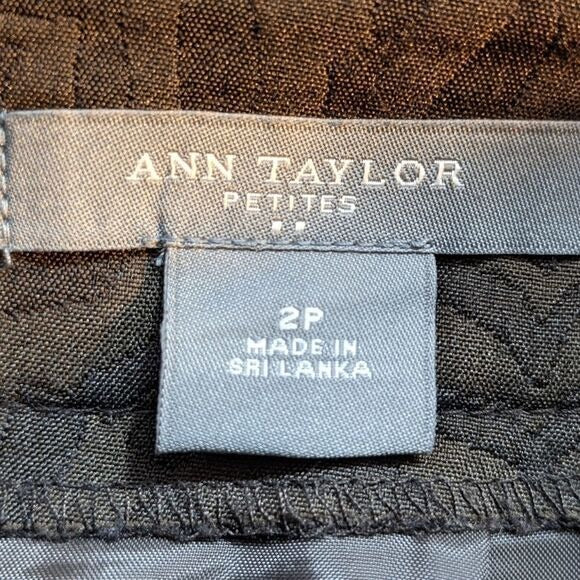 ANN TAYLOR
PETITES
2P
MADE IN
SRI LANKA